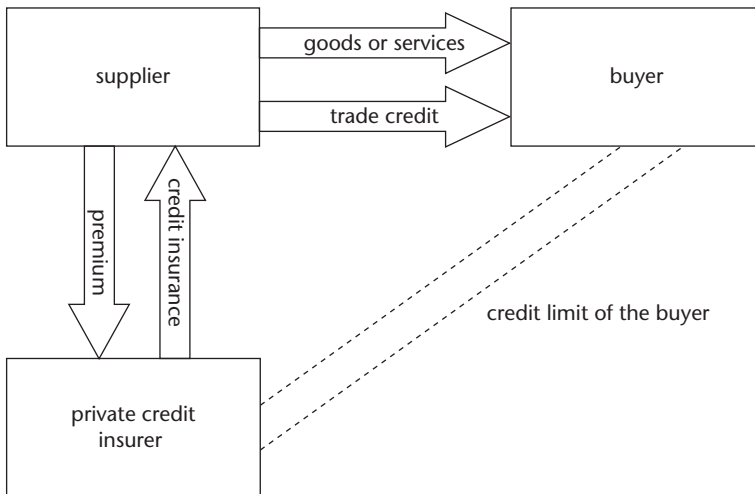 goods or services
supplier
buyer
trade credit
premium
credit insurance
credit limit of the buyer
private credit
insurer